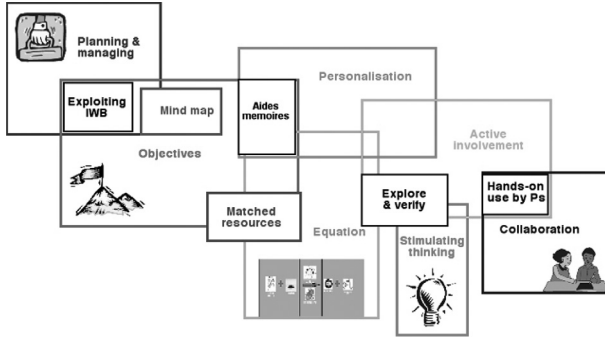 Planning &
managing
Personalisation
Exploiting
IWB
Mind map
Aides
memoires
Active
involvement
Objectives
Explore
& verify
Hands-on
use by Ps
Matched
resources
Equation
Stimulating
thinking
Collaboration